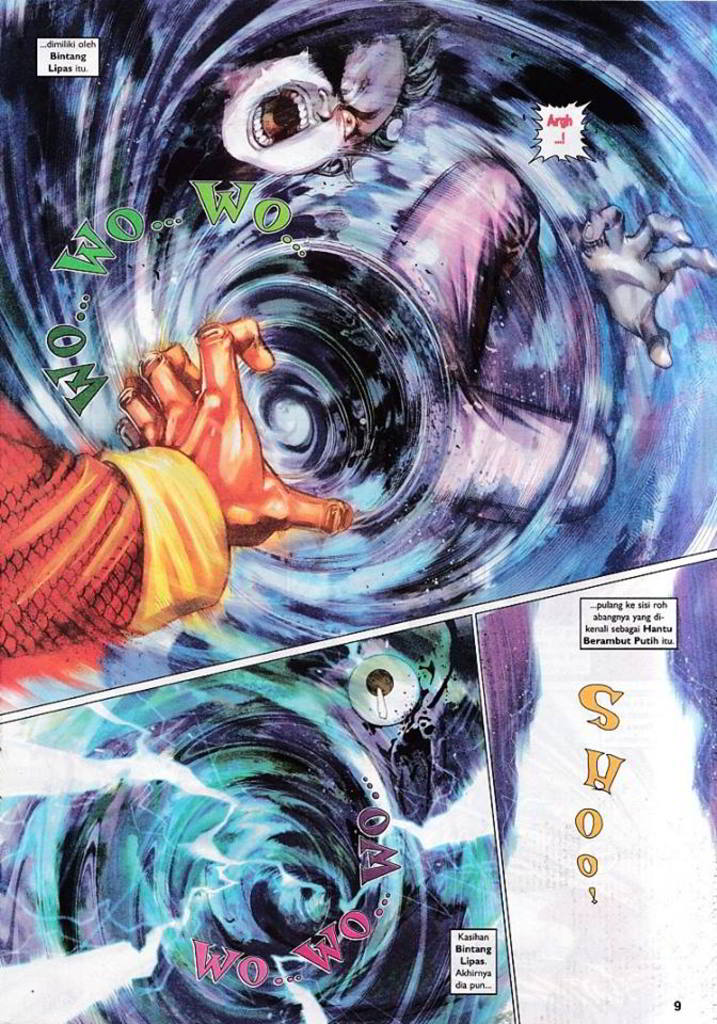 ...dimiliki oleh
Bintang
Lipas itu.
Argh
...!
WO... WO... WO...
Kasihan
Bintang
Lipas.
Akhirnya
dia pun...
WO... WO... WO...
...pulang ke sisi roh
abangnya yang di-
kenali sebagai Hantu
Berambut Putih itu.
SHOO!
9